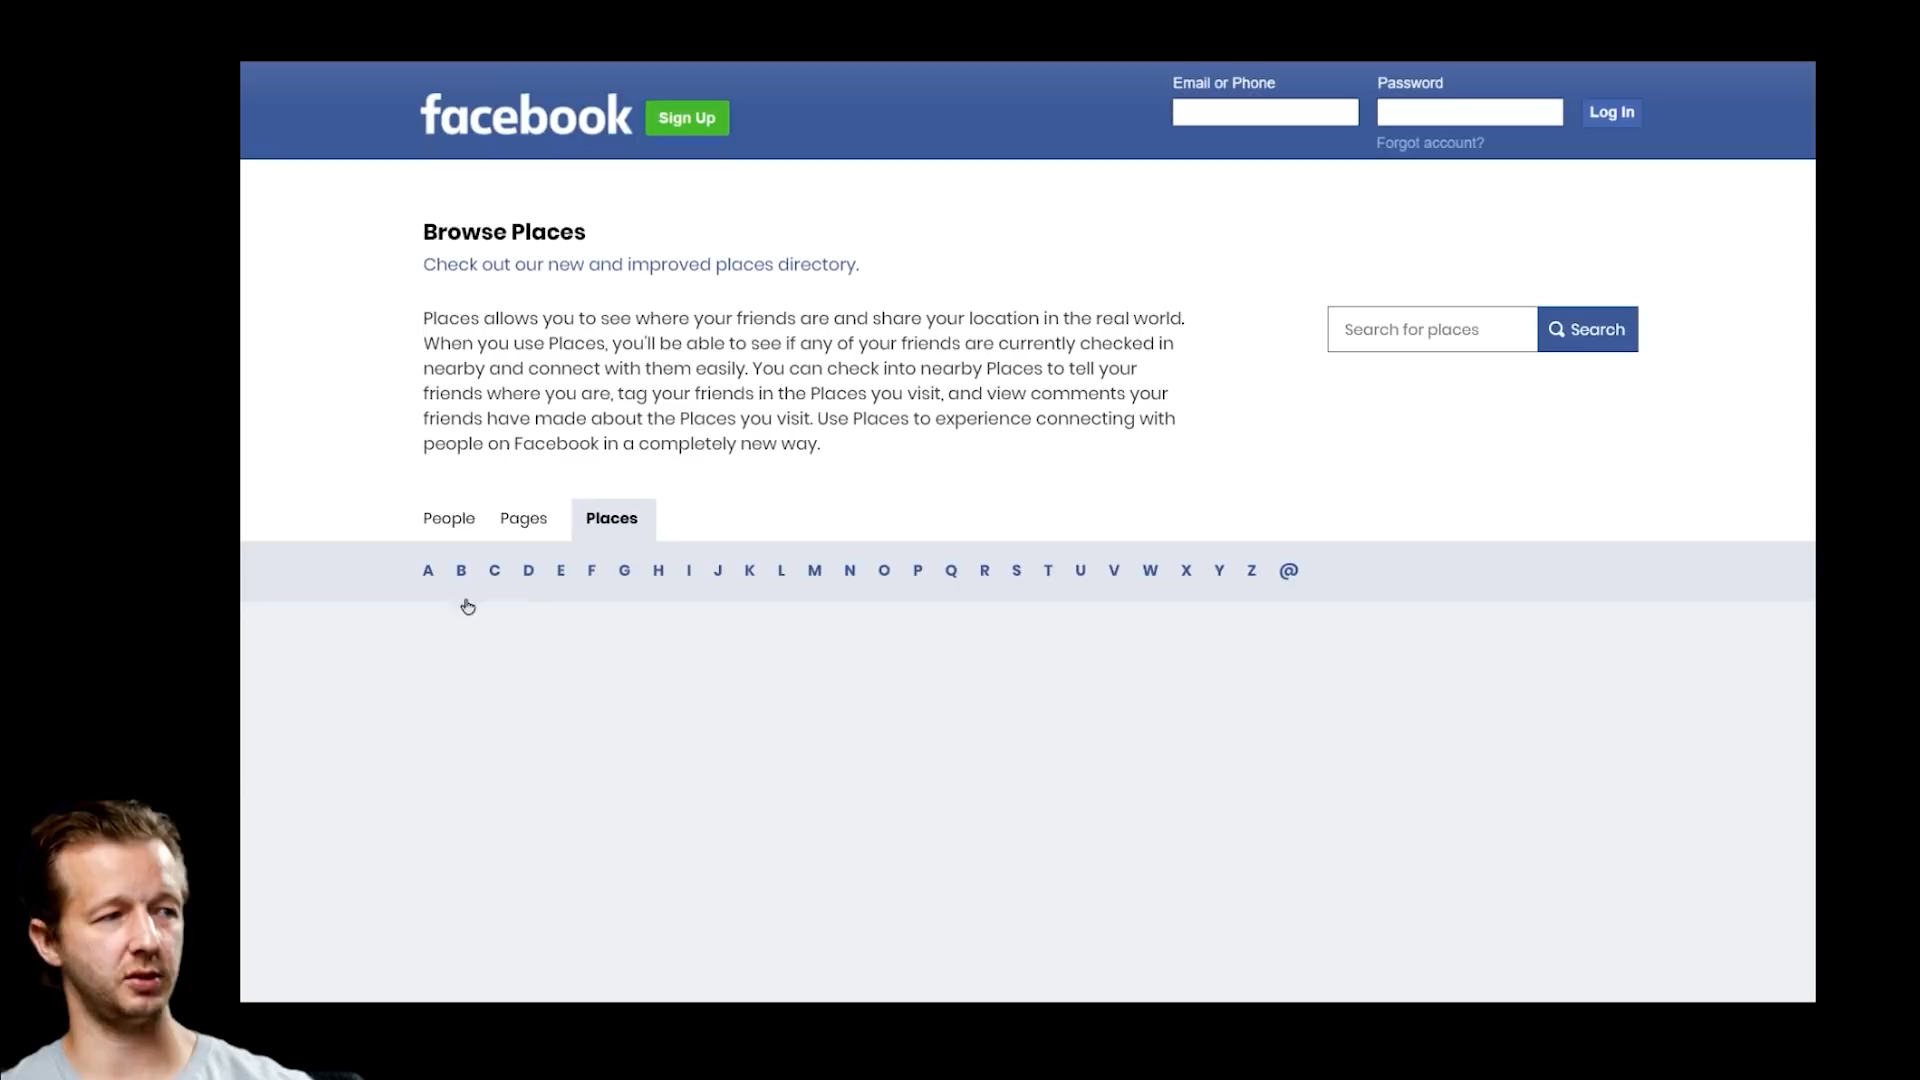 facebook
Sign Up
Email or Phone
Password
Log In
Forgot account?
Browse Places
Check out our new and improved places directory.
Places allows you to see where your friends are and share your location in the real world.
When you use Places, you'll be able to see if any of your friends are currently checked in
nearby and connect with them easily. You can check into nearby Places to tell your
friends where you are, tag your friends in the Places you visit, and view comments your
friends have made about the Places you visit. Use Places to experience connecting with
people on Facebook in a completely new way.
Search for places
Search
People Pages Places
A B C D E F G H I J K L M N O P Q R S T U V W X Y Z @